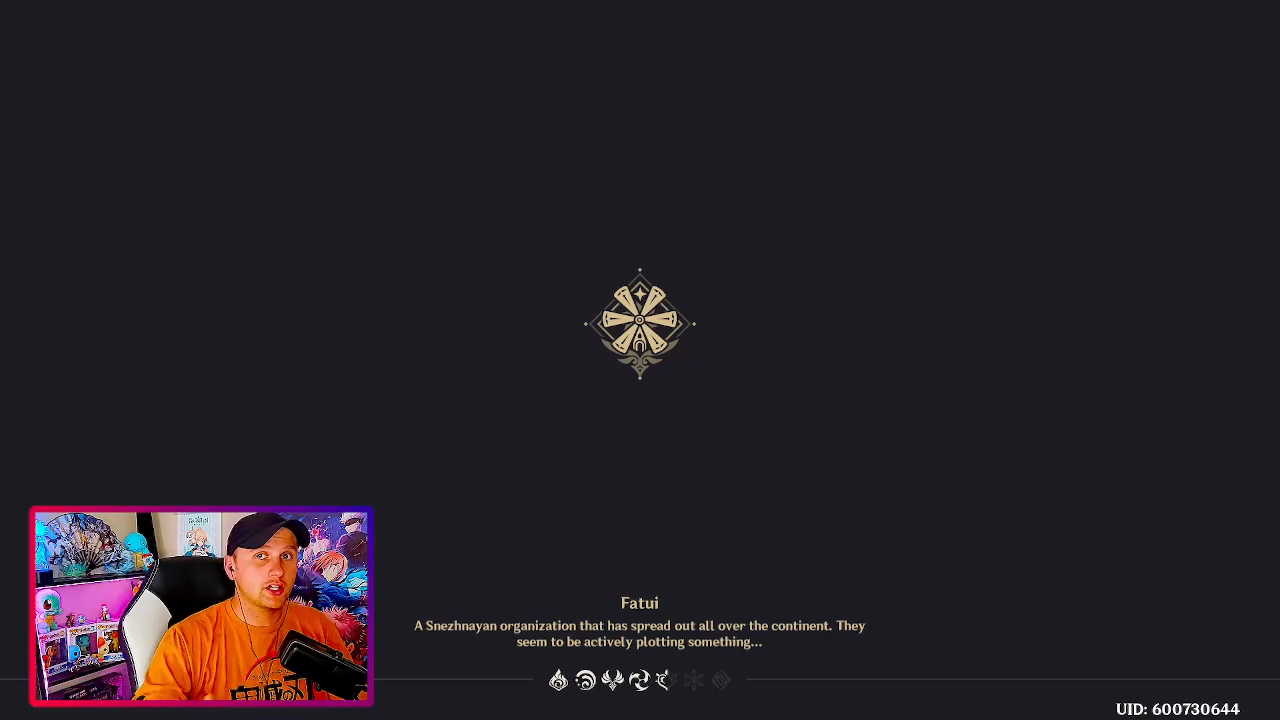 Fatui
A Snezhnayan organization that has spread out all over the continent. They
seem to be actively plotting something...
UID: 600730644